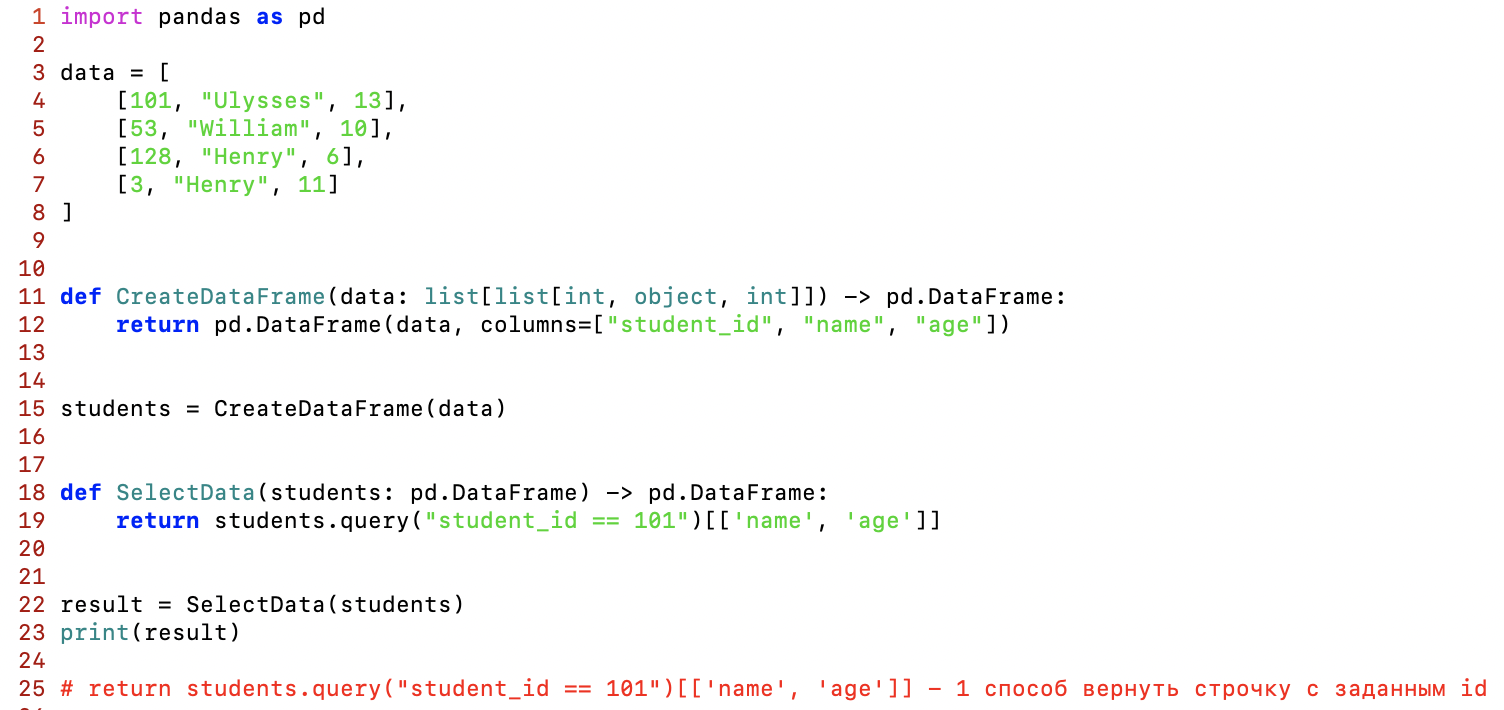 1 import pandas as pd
2
3 data = [
4     [101, "Ulysses", 13],
5     [53, "William", 10],
6     [128, "Henry", 6],
7     [3, "Henry", 11]
8 ]
9
10
11 def CreateDataFrame(data: list[list[int, object, int]]) -> pd.DataFrame:
12     return pd.DataFrame(data, columns=["student_id", "name", "age"])
13
14
15 students = CreateDataFrame(data)
16
17
18 def SelectData(students: pd.DataFrame) -> pd.DataFrame:
19     return students.query("student_id == 101")[['name', 'age']]
20
21
22 result = SelectData(students)
23 print(result)
24
25 # return students.query("student_id == 101")[['name', 'age']] – 1 способ вернуть строчку с заданным id